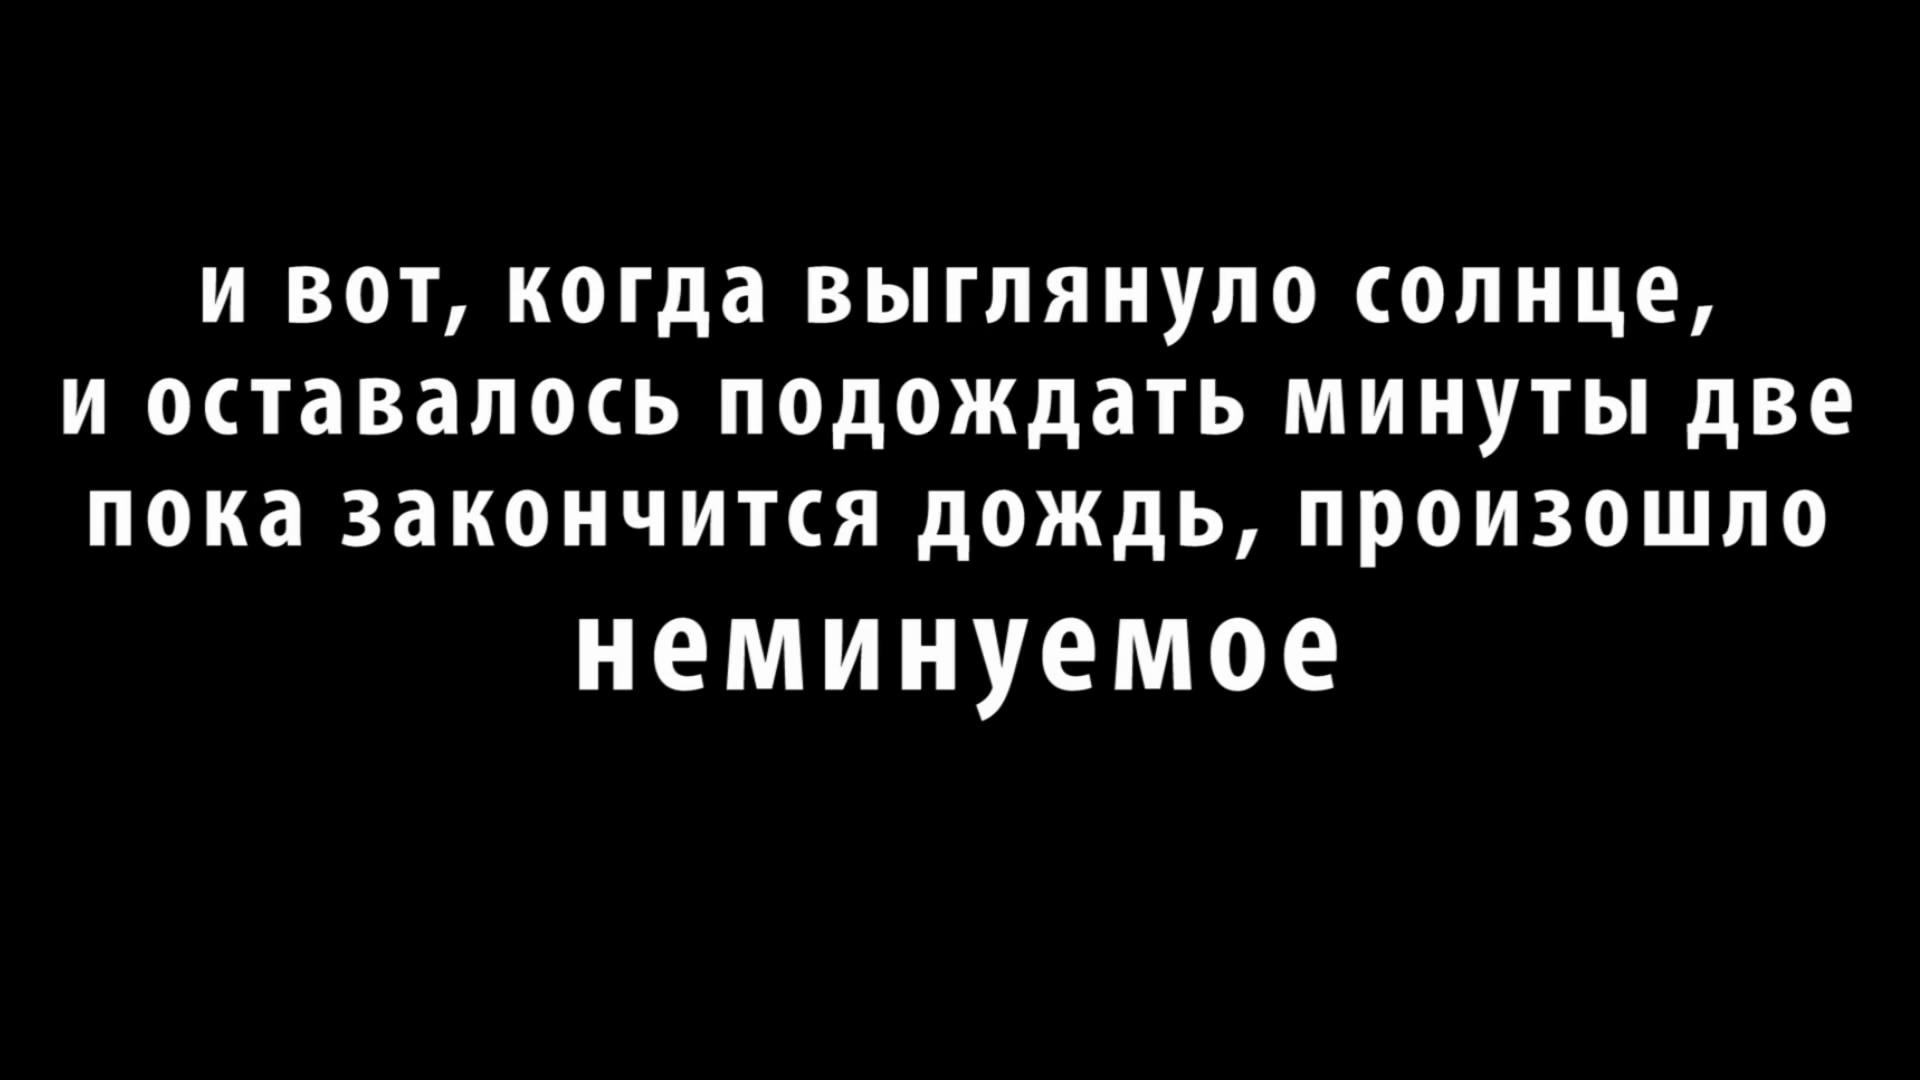 и вот, когда выглянуло солнце,
и оставалось подождать минуты две
пока закончится дождь, произошло
неминуемое